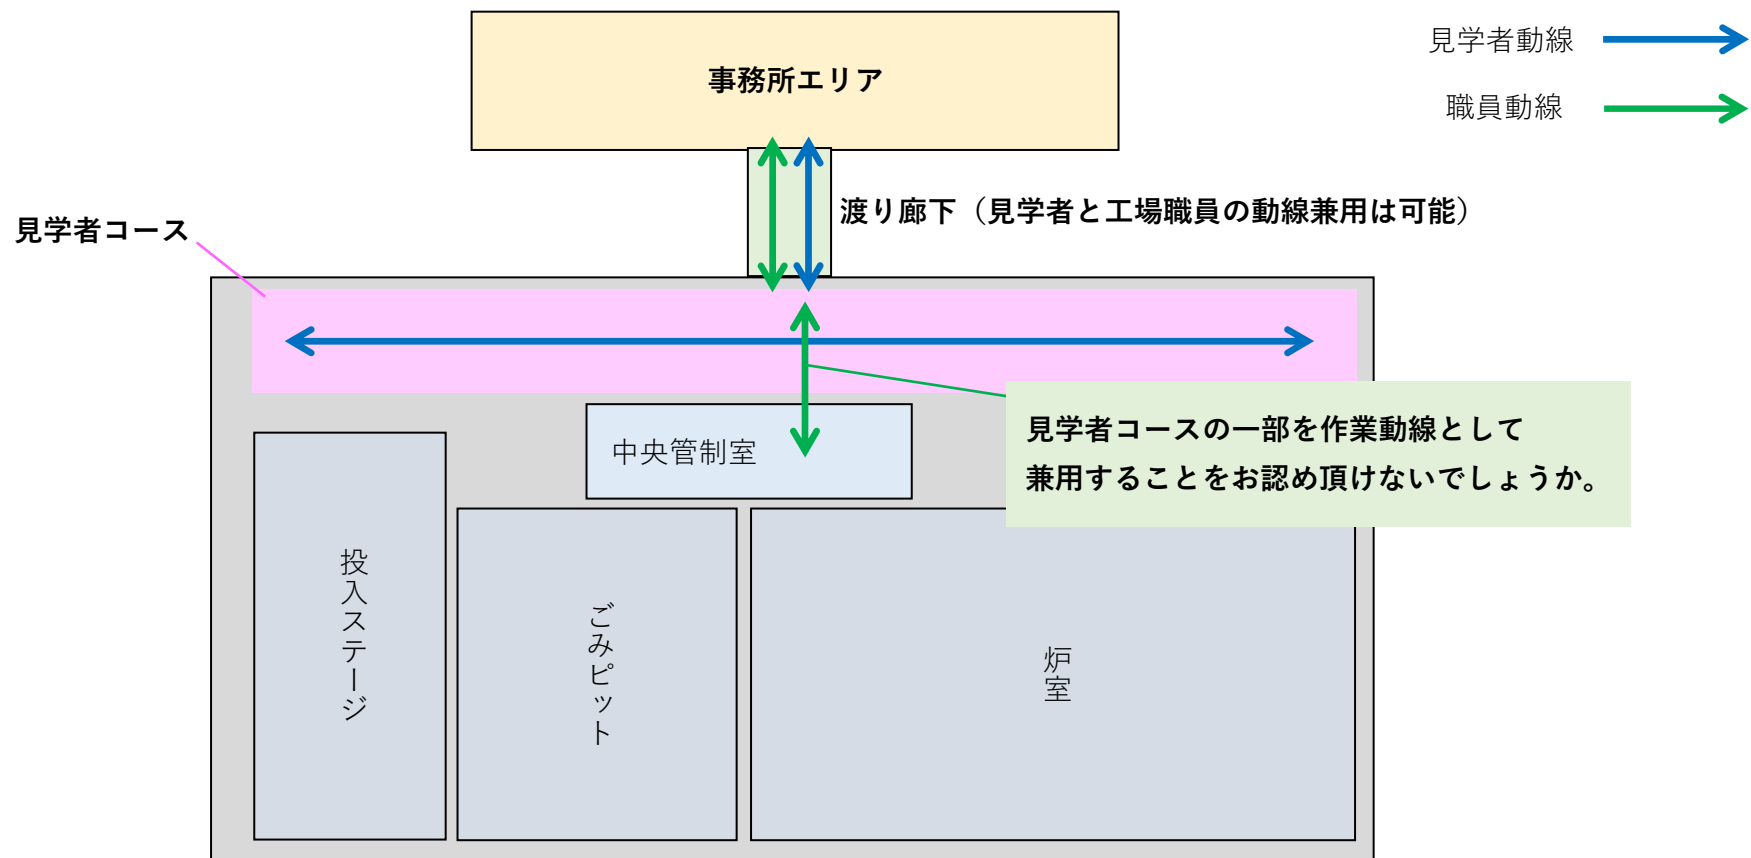 事務所エリア
見学者動線
職員動線
渡り廊下（見学者と工場職員の動線兼用は可能）
見学者コース
中央管制室
見学者コースの一部を作業動線として
兼用することをお認め頂けないでしょうか。
投入ステージ
ごみピット
炉室